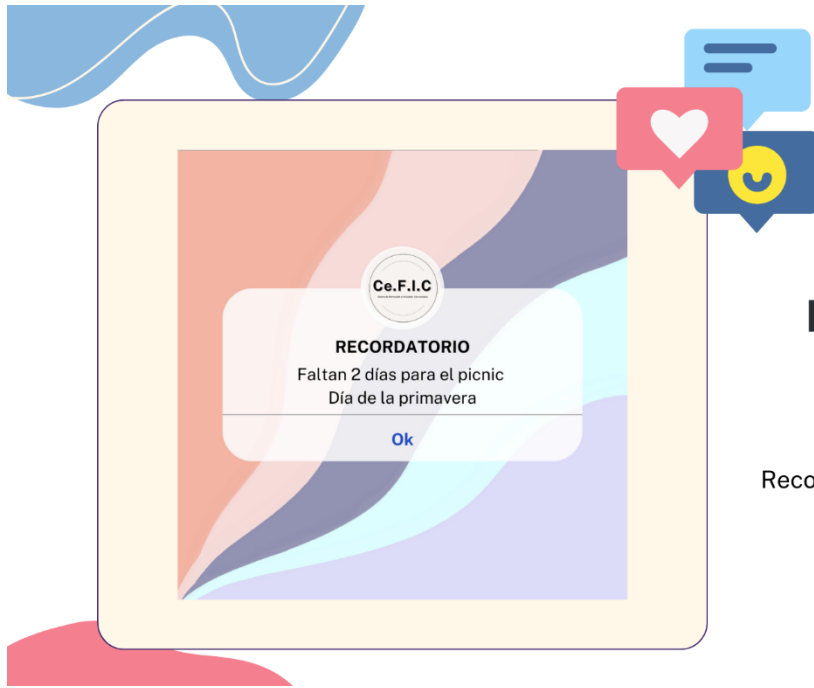 Ce.F.I.C
RECORDATORIO
Faltan 2 días para el picnic
Día de la primavera
Ok
Reco